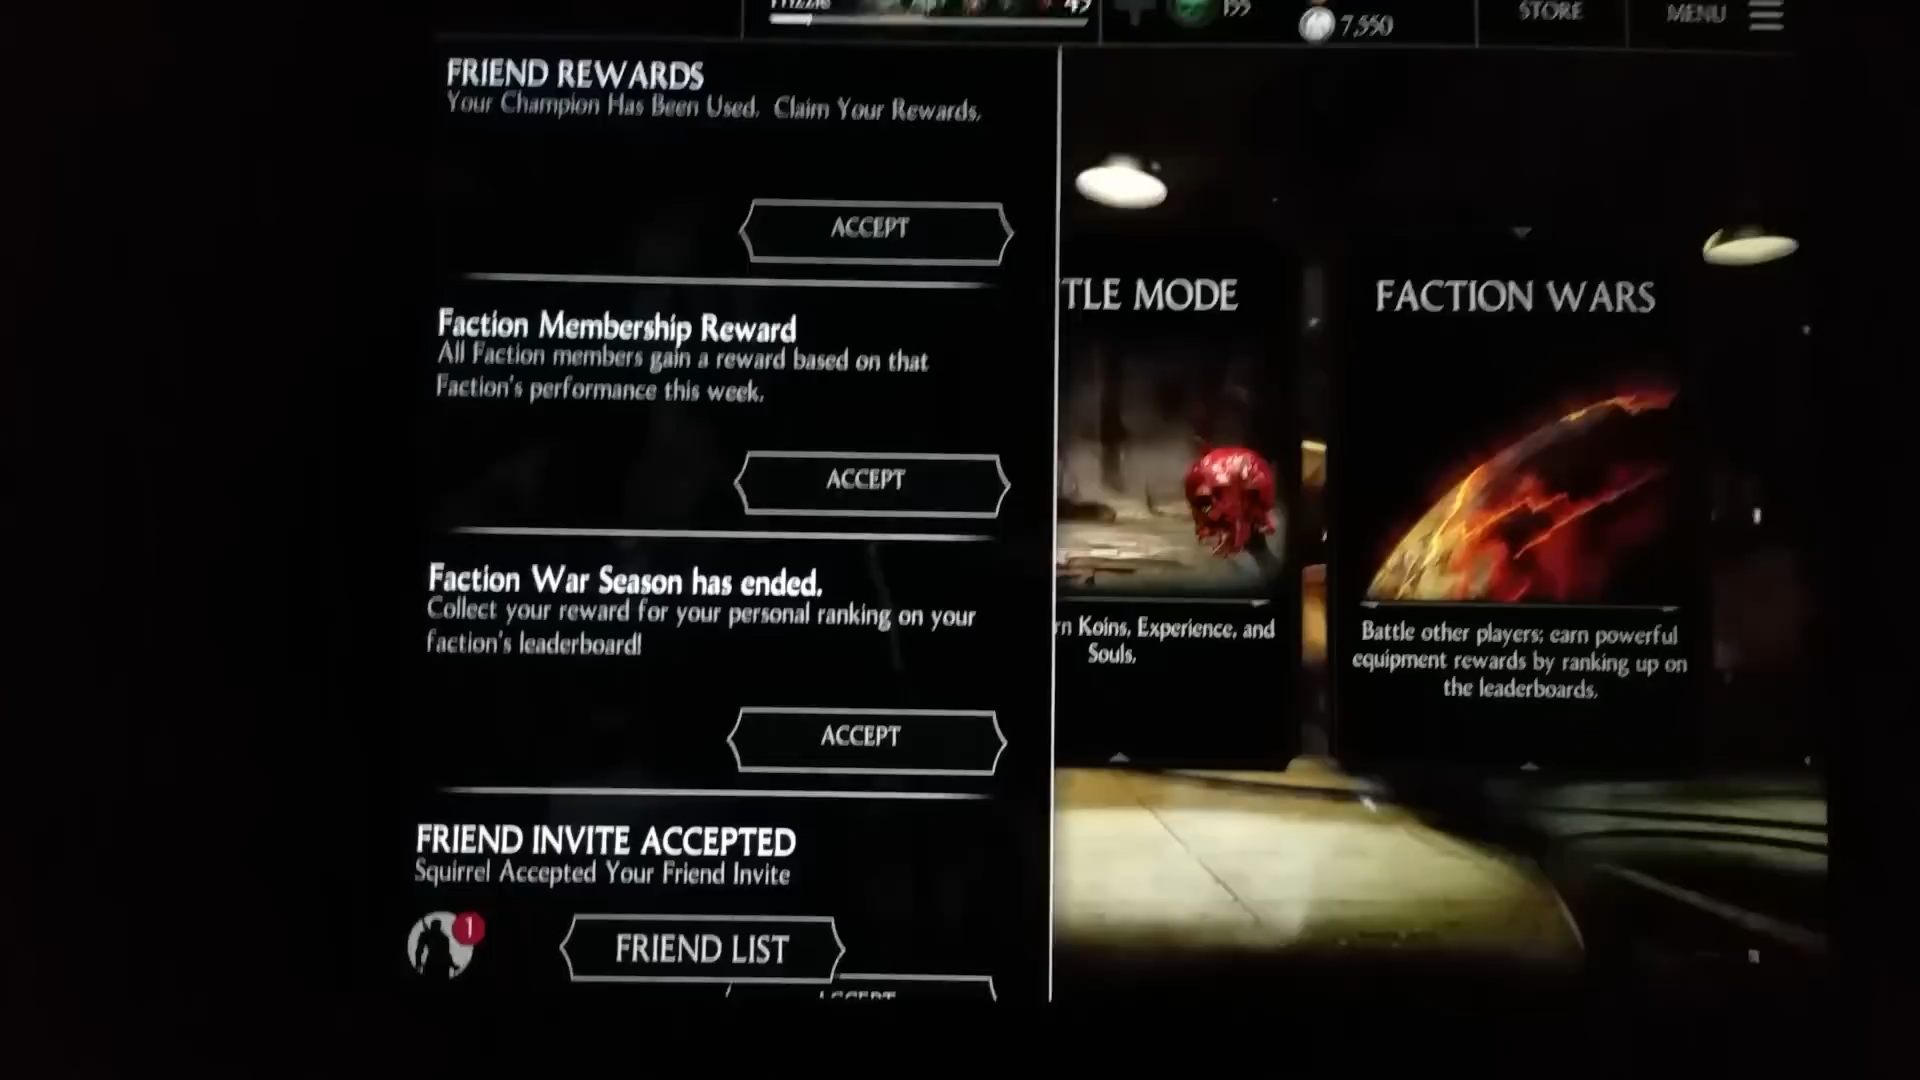 49
155
7,550
STORE
MENU
FRIEND REWARDS
Your Champion Has Been Used. Claim Your Rewards.
ACCEPT
Faction Membership Reward
All Faction members gain a reward based on that
Faction's performance this week.
ACCEPT
Faction War Season has ended.
Collect your reward for your personal ranking on your
faction's leaderboard!
ACCEPT
FRIEND INVITE ACCEPTED
Squirrel Accepted Your Friend Invite
1
FRIEND LIST
ACCEPT
TLE MODE
rn Koins, Experience, and
Souls.
FACTION WARS
Battle other players; earn powerful
equipment rewards by ranking up on
the leaderboards.